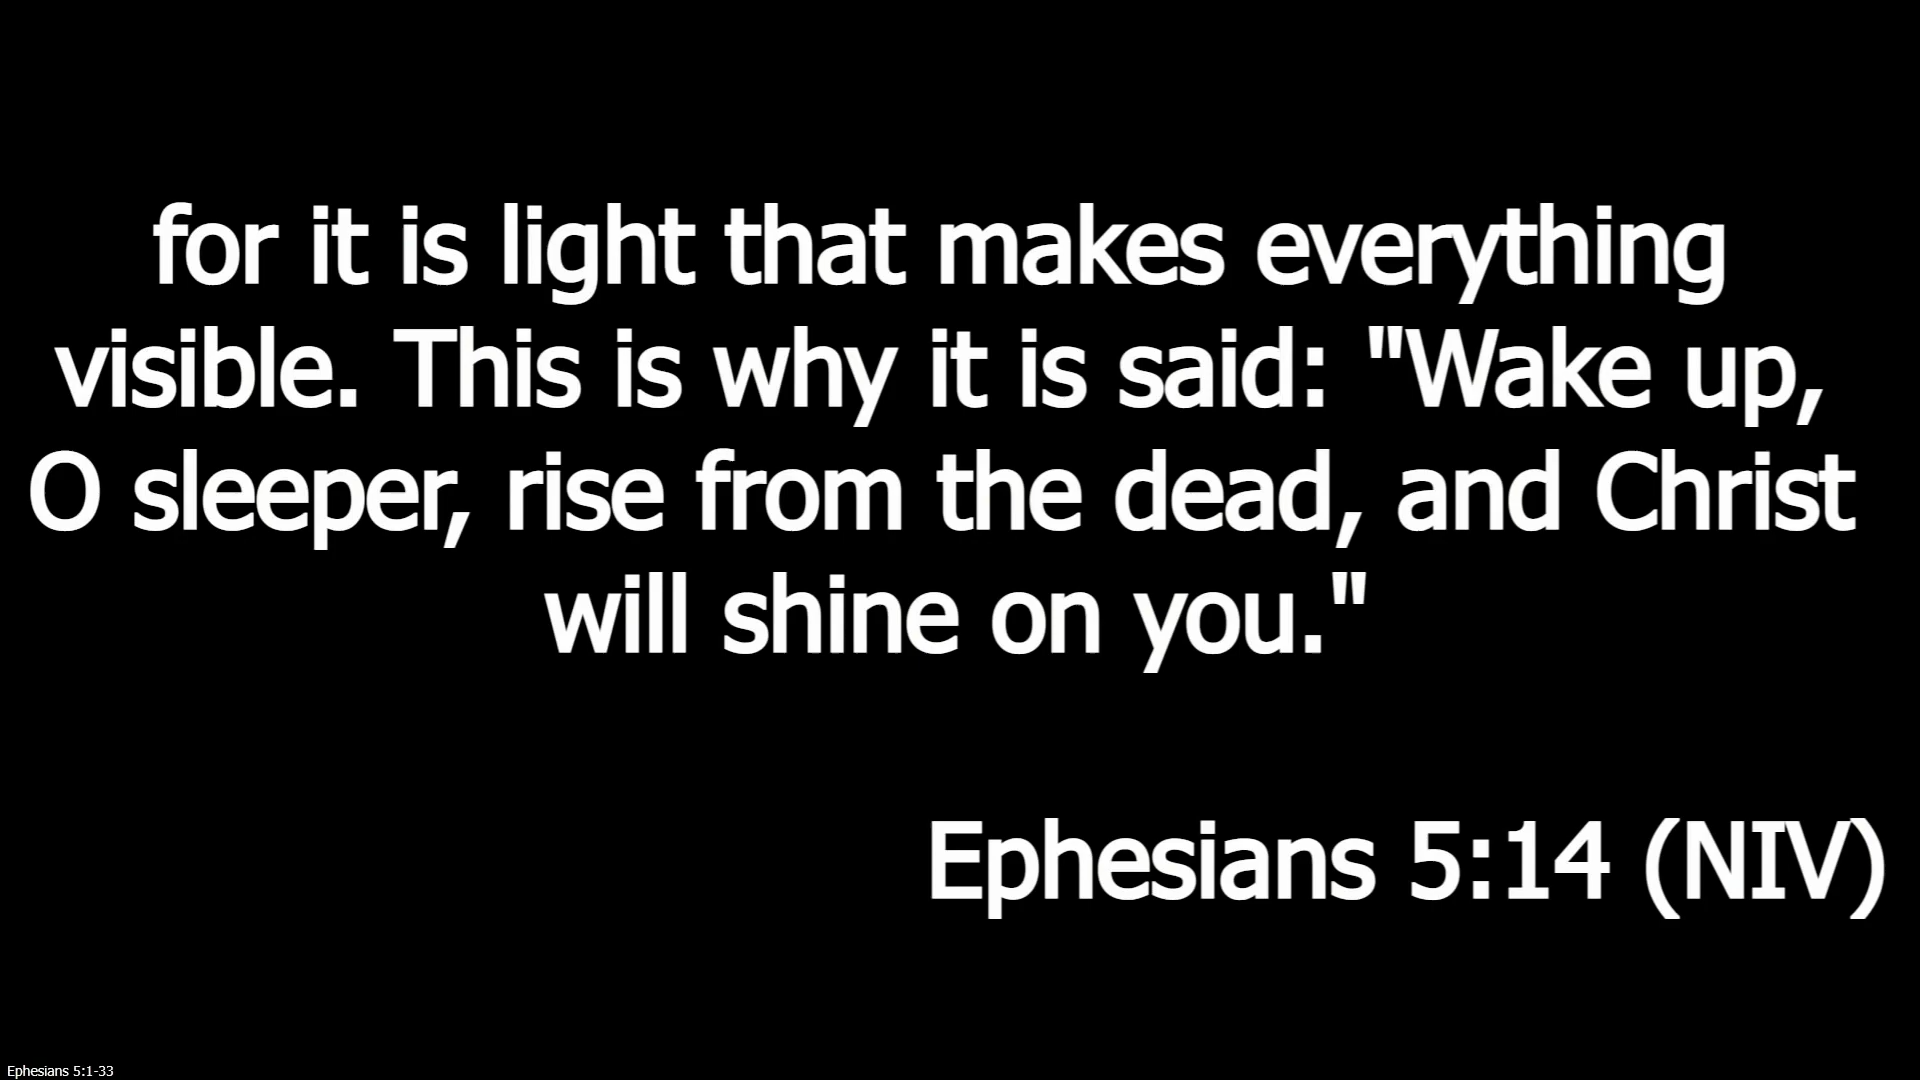 for it is light that makes everything
visible. This is why it is said: "Wake up,
O sleeper, rise from the dead, and Christ
will shine on you."
Ephesians 5:14 (NIV)
Ephesians 5:1-33